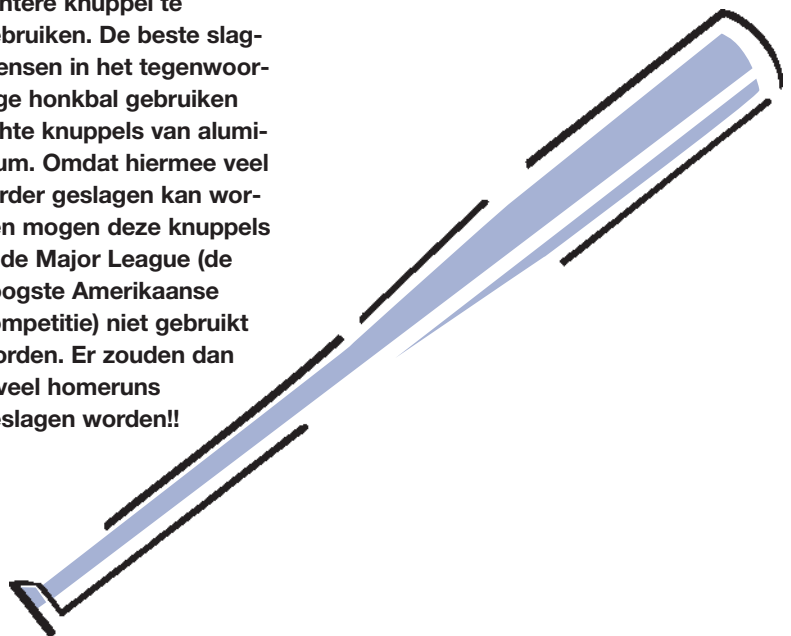 ntere knuppel te
ebruiken. De beste slag-
ensen in het tegenwoor-
ge honkbal gebruiken
hte knuppels van alumi-
um. Omdat hiermee veel
rder geslagen kan wor-
en mogen deze knuppels
de Major League (de
oogste Amerikaanse
ompetitie) niet gebruikt
orden. Er zouden dan
veel homeruns
eslagen worden!!